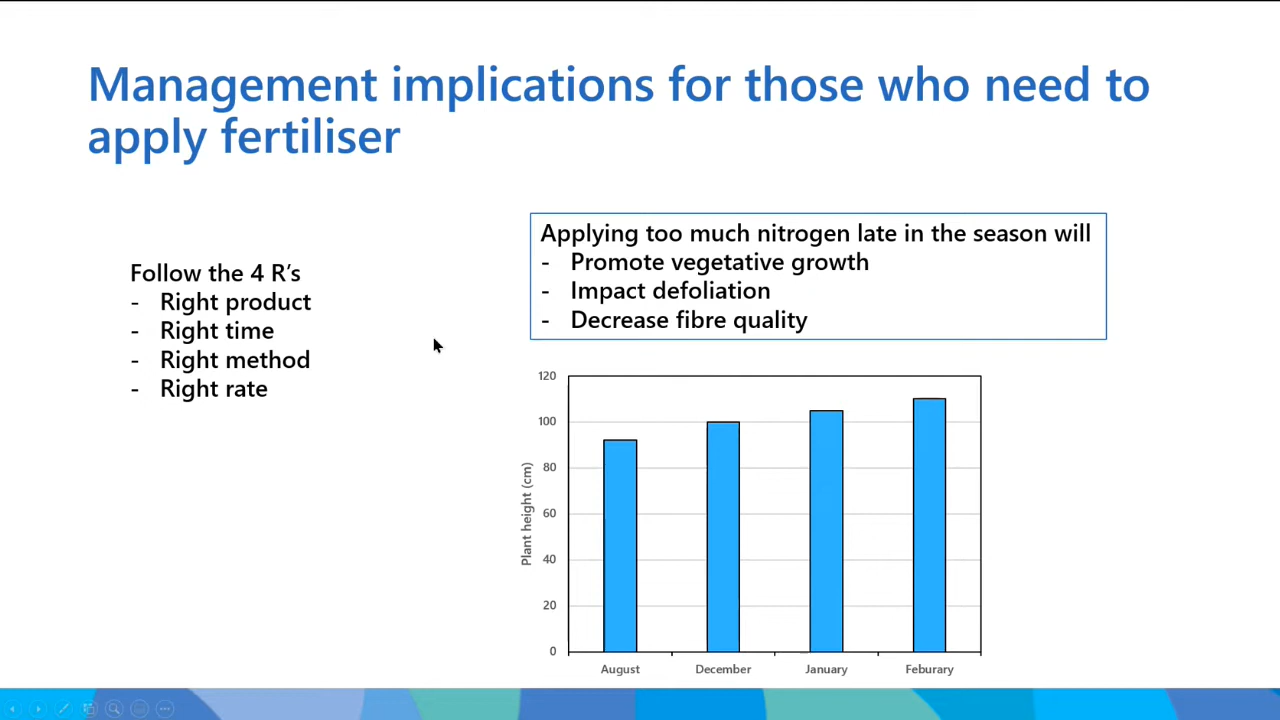 Management implications for those who need to
apply fertiliser
Follow the 4 R’s
- Right product
- Right time
- Right method
- Right rate
Applying too much nitrogen late in the season will
- Promote vegetative growth
- Impact defoliation
- Decrease fibre quality
Plant height (cm)
120
100
80
60
40
20
0
August December January Feburary